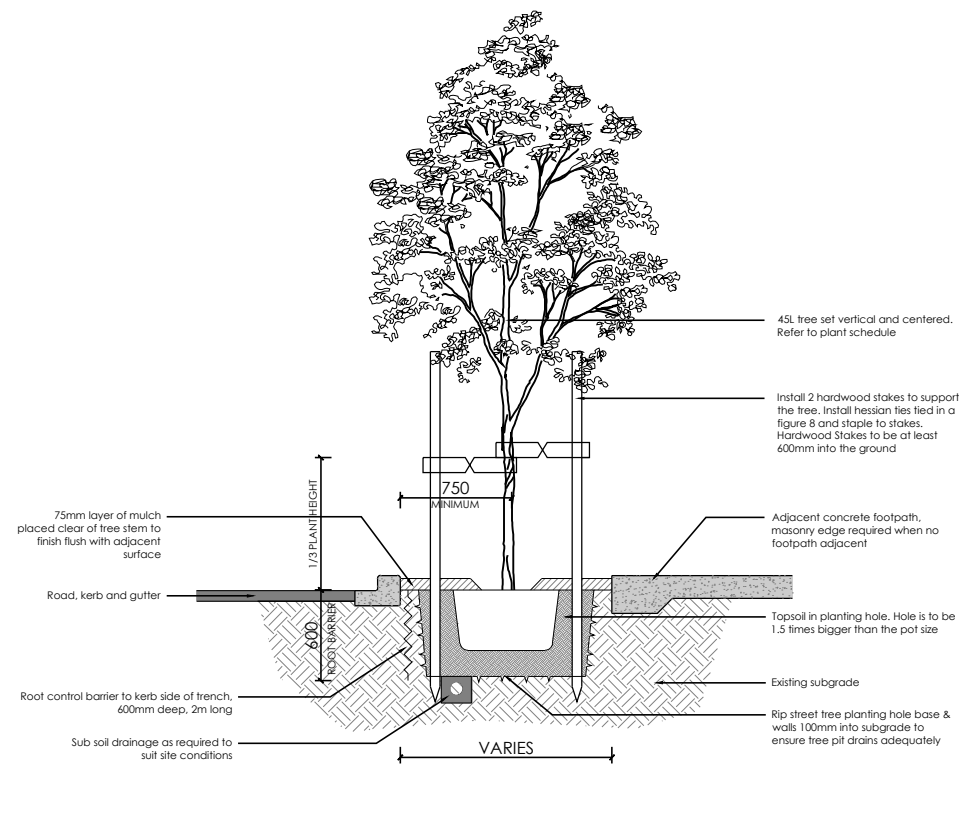 45L tree set vertical and centered.
Refer to plant schedule
Install 2 hardwood stakes to support
the tree. Install hessian ties tied in a
figure 8 and staple to stakes.
Hardwood Stakes to be at least
600mm into the ground
750
MINIMUM
1/3 PLANT HEIGHT
75mm layer of mulch
placed clear of tree stem to
finish flush with adjacent
surface
Adjacent concrete footpath,
masonry edge required when no
footpath adjacent
Road, kerb and gutter
600
ROOT BARRIER
Topsoil in planting hole. Hole is to be
1.5 times bigger than the pot size
Root control barrier to kerb side of trench,
600mm deep, 2m long
Existing subgrade
Sub soil drainage as required to
suit site conditions
Rip street tree planting hole base &
walls 100mm into subgrade to
ensure tree pit drains adequately
VARIES